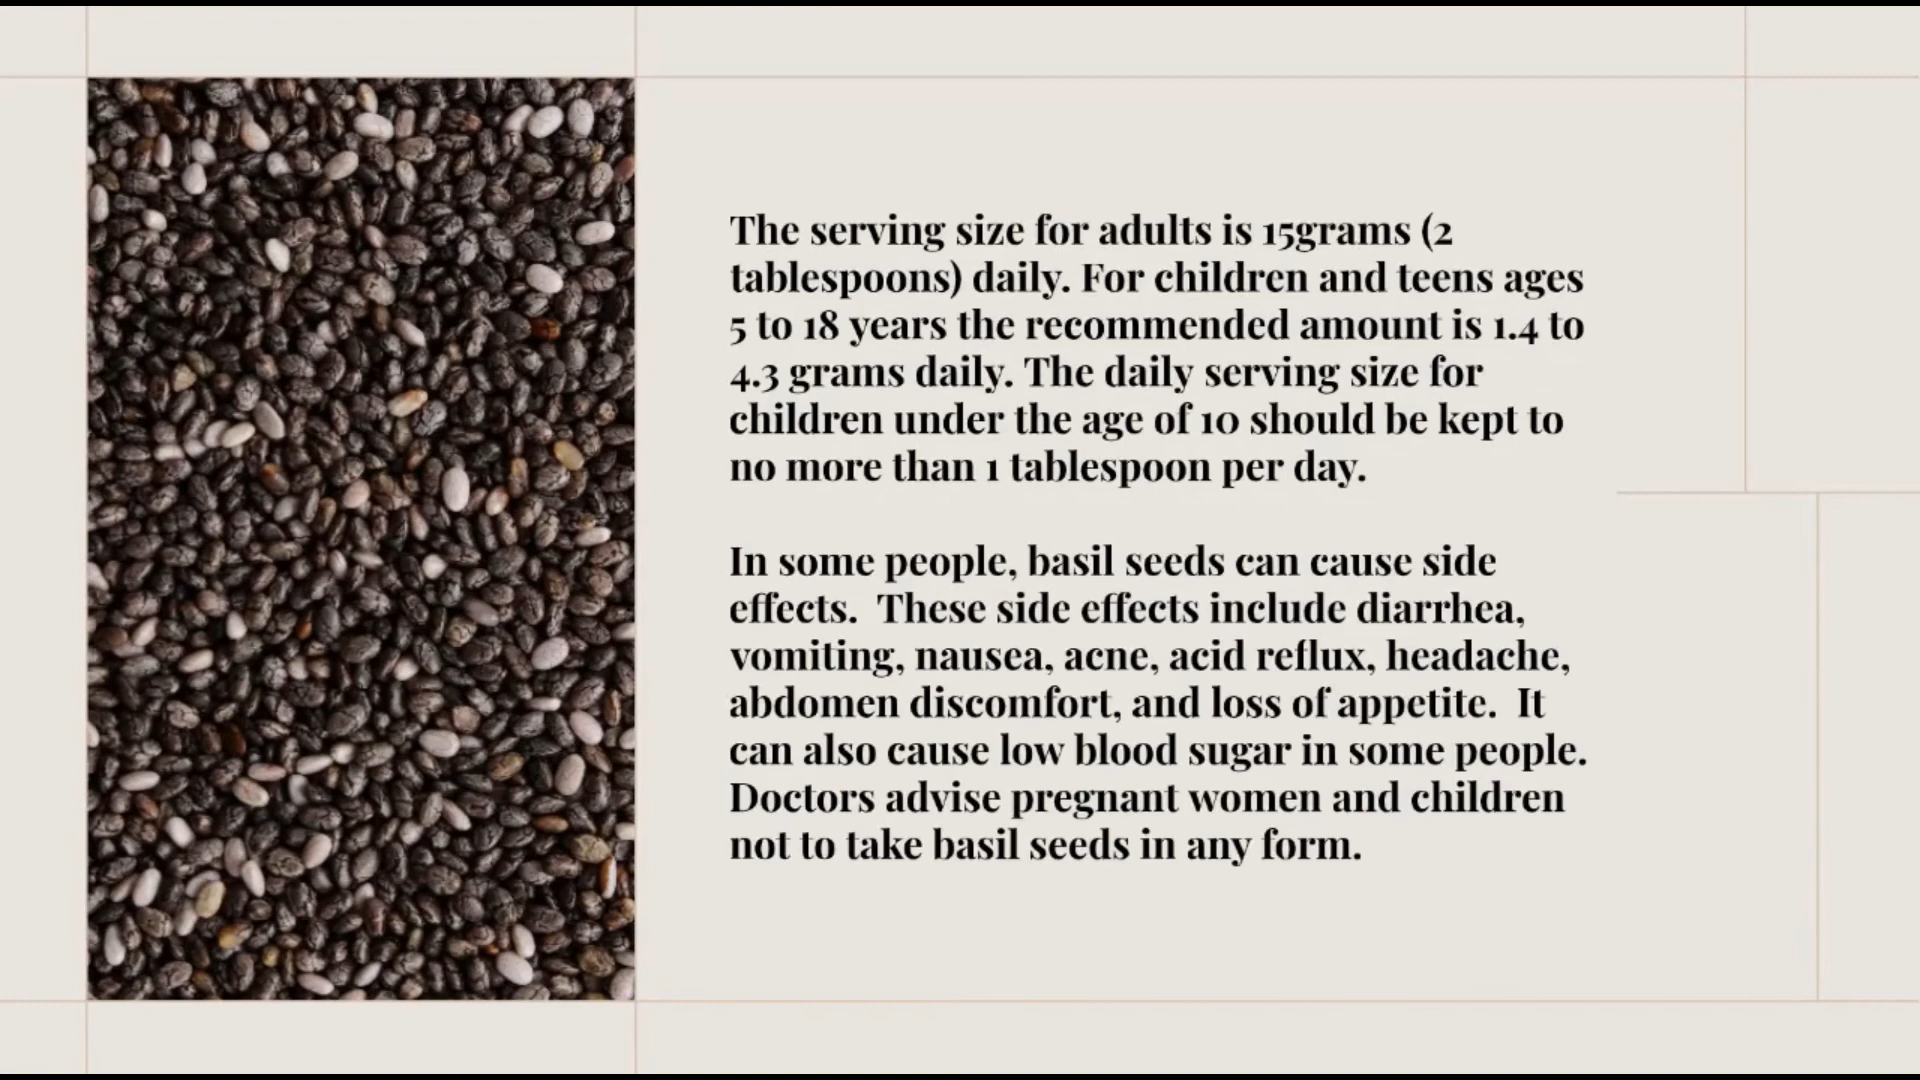 The serving size for adults is 15grams (2
tablespoons) daily. For children and teens ages
5 to 18 years the recommended amount is 1.4 to
4.3 grams daily. The daily serving size for
children under the age of 10 should be kept to
no more than 1 tablespoon per day.
In some people, basil seeds can cause side
effects.  These side effects include diarrhea,
vomiting, nausea, acne, acid reflux, headache,
abdomen discomfort, and loss of appetite.  It
can also cause low blood sugar in some people.
Doctors advise pregnant women and children
not to take basil seeds in any form.